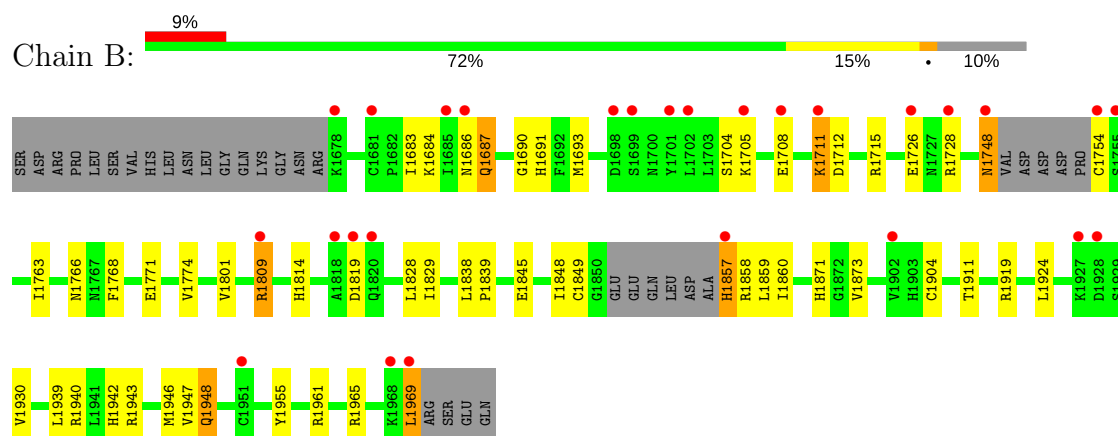 9%
Chain B:
72% 15% • 10%
SER ASP ARG PRO LEU SER VAL HIS LEU ASN LEU GLY GLN LYS GLY ASN ARG K1678 C1681 P1682 I1683 K1684 I1685 N1686 Q1687 G1690 H1691 F1692 M1693 D1698 S1699 N1700 Y1701 L1702 L1703 S1704 K1705 E1708 K1711 D1712 R1715 E1726 N1727 R1728 N1748 VAL ASP ASP ASP PRO C1754 S1755
I1763 N1766 N1767 F1768 E1771 V1774 V1801 R1809 H1814 A1818 D1819 Q1820 L1828 I1829 L1838 P1839 E1845 I1848 C1849 G1850 GLU GLU GLN LEU ASP ALA H1857 R1858 L1859 I1860 H1871 G1872 V1873 V1902 H1903 C1904 T1911 R1919 L1924 K1927 D1928 S1929
V1930 L1939 R1940 L1941 H1942 R1943 M1946 V1947 Q1948 C1951 Y1955 R1961 R1965 K1968 L1969 ARG SER GLU GLN